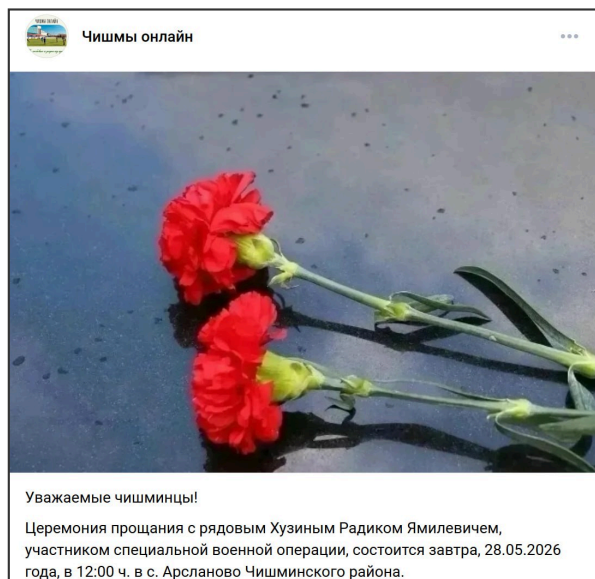 Чишмы онлайн
Уважаемые чишминцы!
Церемония прощания с рядовым Хузиным Радиком Ямилевичем,
участником специальной военной операции, состоится завтра, 28.05.2026
года, в 12:00 ч. в с. Арсланово Чишминского района.